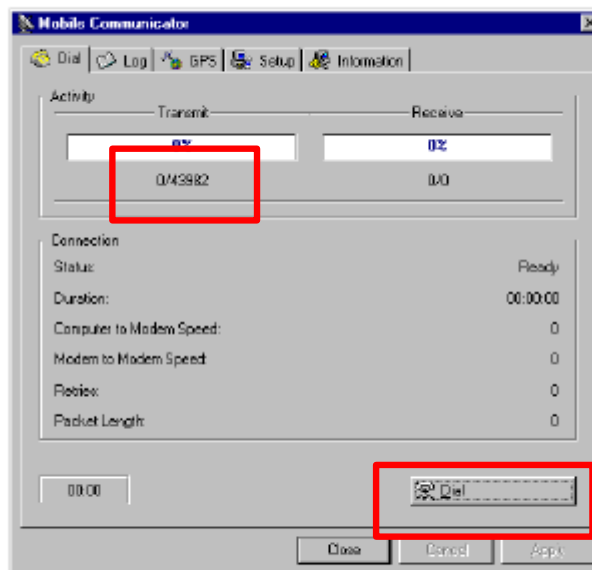 Mobile Communicator
Dial Log GPS Setup Information
Activity
Transmit Receive
0% 0%
0/43982 0/0
Connection
Status: Ready
Duration: 00:00:00
Computer to Modem Speed: 0
Modem to Modem Speed: 0
Retries: 0
Packet Length: 0
00:00 Dial
Close Cancel Apply